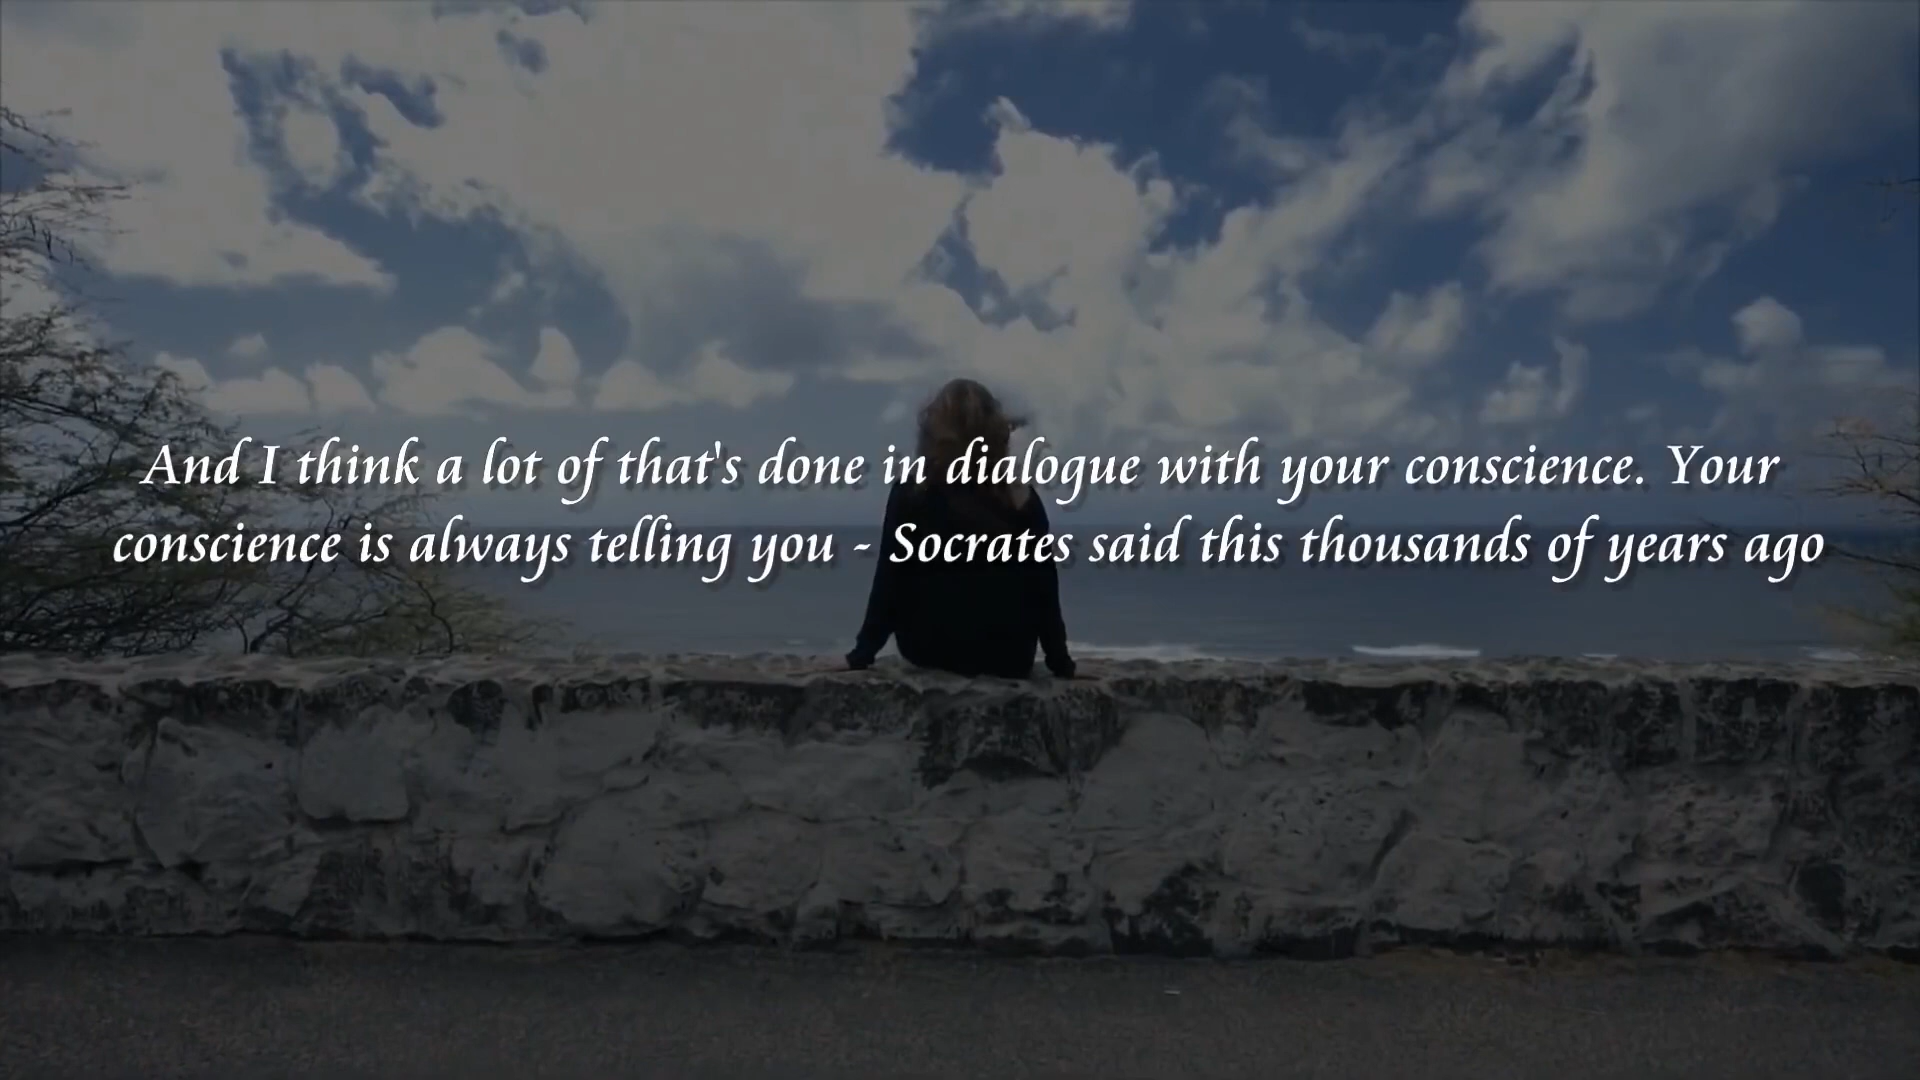 And I think a lot of that's done in dialogue with your conscience. Your
conscience is always telling you - Socrates said this thousands of years ago